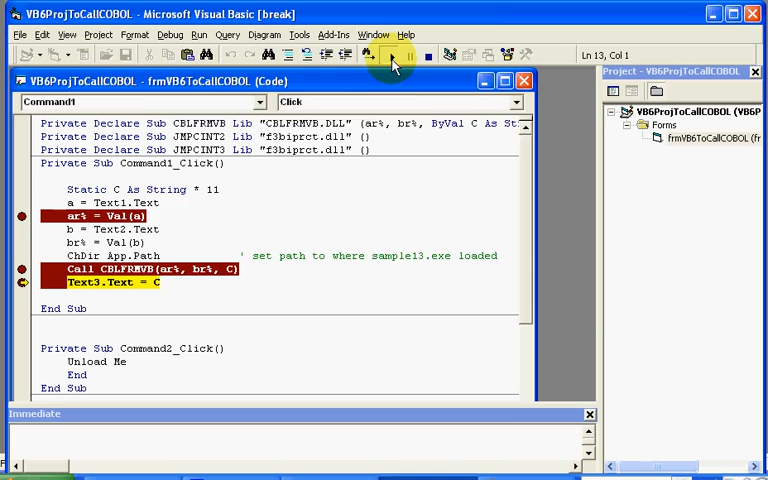 VB6ProjToCallCOBOL - Microsoft Visual Basic [break]
File Edit View Project Format Debug Run Query Diagram Tools Add-Ins Window Help
Ln 13, Col 1
VB6ProjToCallCOBOL - frmVB6ToCallCOBOL (Code)
Command1 Click
Private Declare Sub CBLFRMVB Lib "CBLFRMVB.DLL" (ar%, br%, ByVal C As St
Private Declare Sub JMPCINT2 Lib "f3biprct.dll" ()
Private Declare Sub JMPCINT3 Lib "f3biprct.dll" ()
Private Sub Command1_Click()
Static C As String * 11
a = Text1.Text
ar% = Val(a)
b = Text2.Text
br% = Val(b)
ChDir App.Path ' set path to where sample13.exe loaded
Call CBLFRMVB(ar%, br%, C)
Text3.Text = C
End Sub
Private Sub Command2_Click()
Unload Me
End
End Sub
Immediate
Project - VB6ProjToCallCOBOL
VB6ProjToCallCOBOL (VB6P
Forms
frmVB6ToCallCOBOL (fr